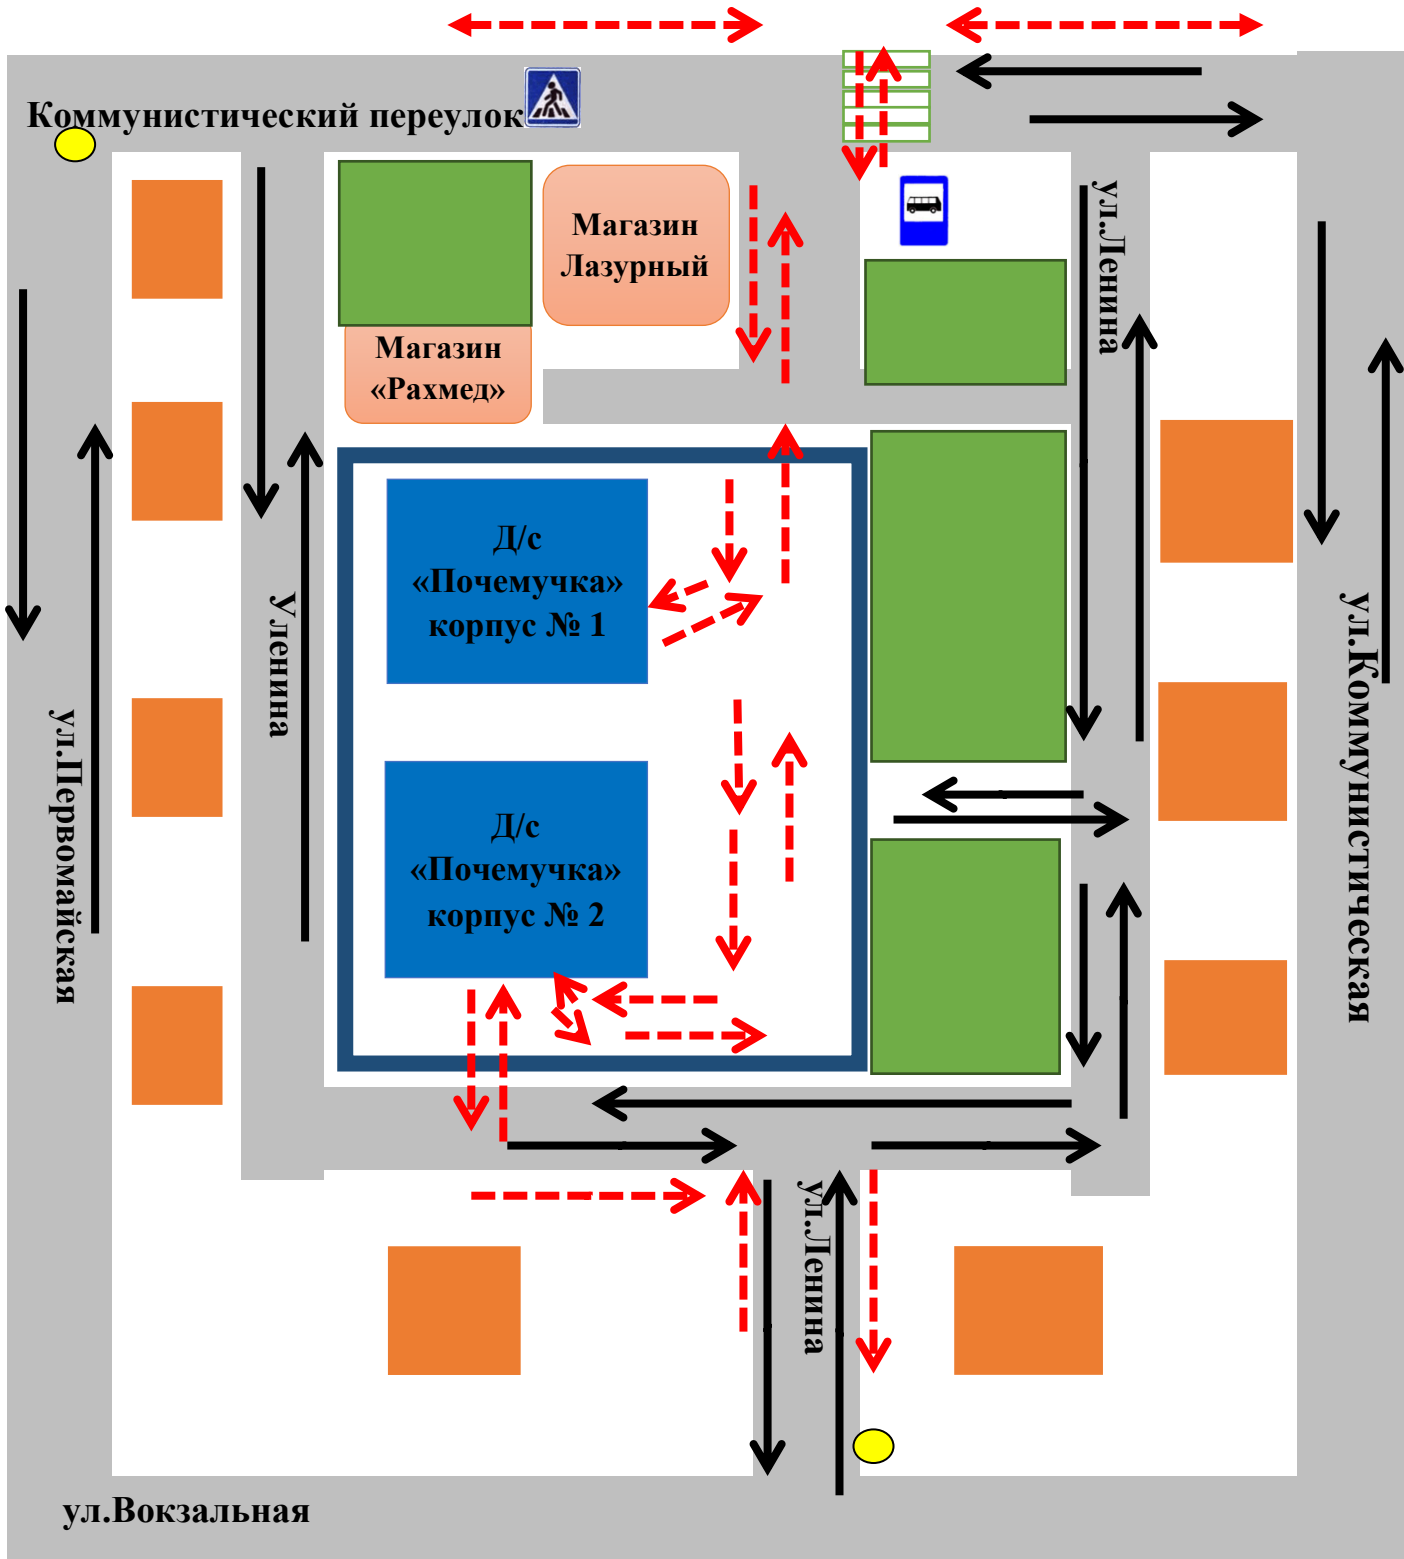 Коммунистический переулок
Магазин
Лазурный
Магазин
«Рахмед»
ул.Ленина
Д/с
«Почемучка»
корпус № 1
Уленина
ул.Коммунистическая
ул.Первомайская
Д/с
«Почемучка»
корпус № 2
ул.Ленина
ул.Вокзальная